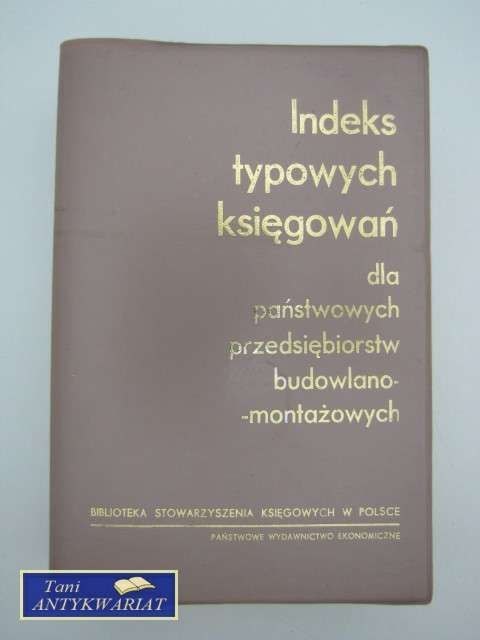 Indeks
typowych
księgowań
dla
państwowych
przedsiębiorstw
budowlano-
-montażowych
BIBLIOTEKA STOWARZYSZENIA KSIĘGOWYCH W POLSCE
PAŃSTWOWE WYDAWNICTWO EKONOMICZNE
Tani
ANTYKWARIAT